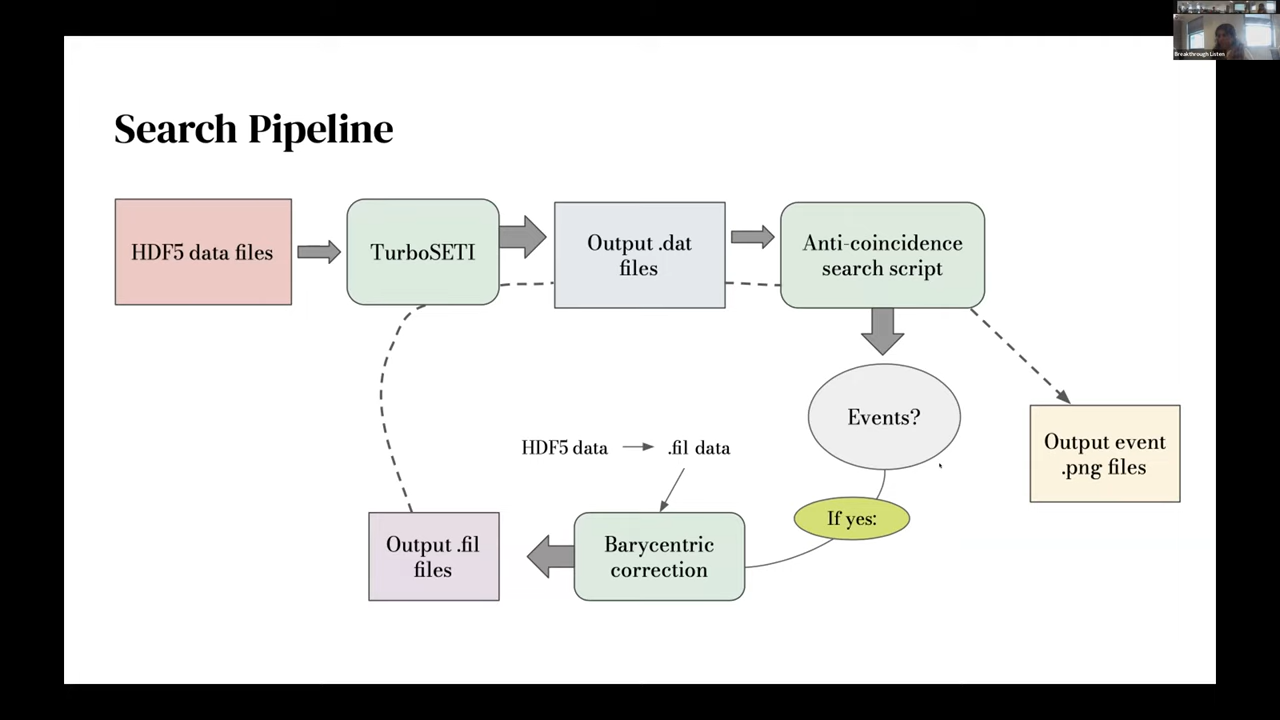 Breakthrough Listen
Search Pipeline
HDF5 data files
TurboSETI
Output .dat
files
Anti-coincidence
search script
Events?
Output event
.png files
HDF5 data
.fil data
If yes:
Barycentric
correction
Output .fil
files